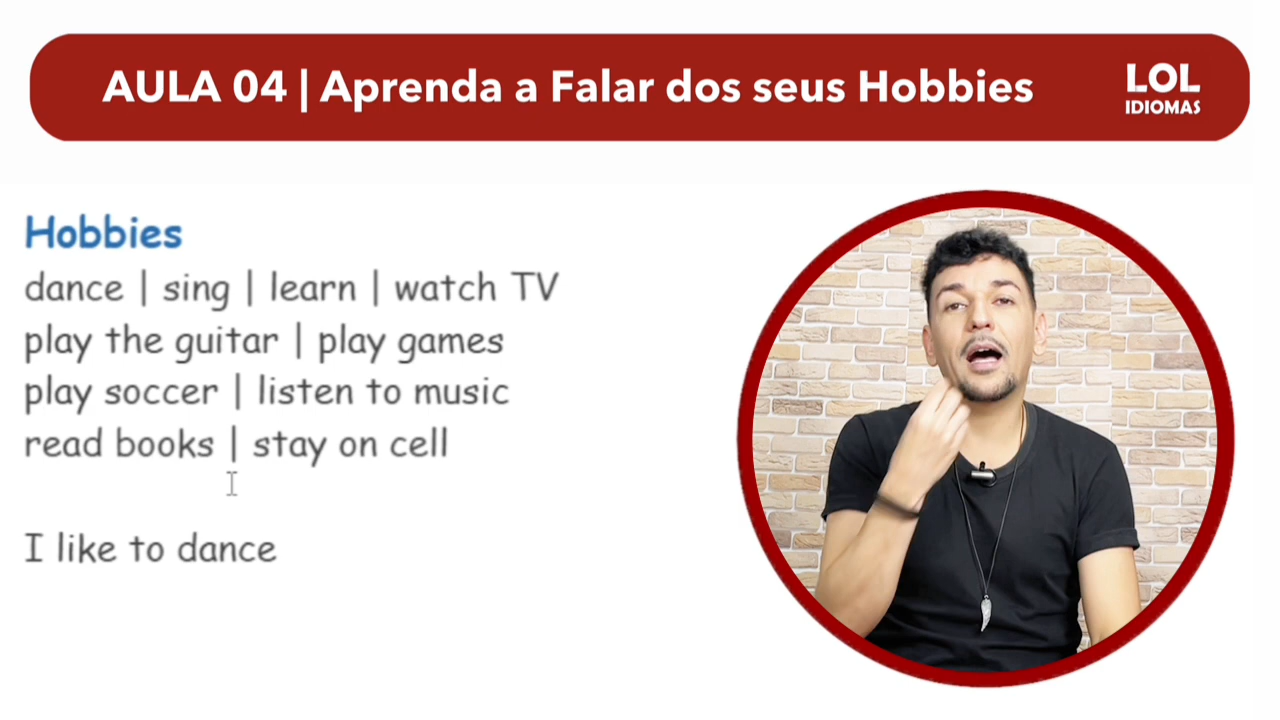 AULA 04 | Aprenda a Falar dos seus Hobbies
LOL
IDIOMAS
Hobbies
dance | sing | learn | watch TV
play the guitar | play games
play soccer | listen to music
read books | stay on cell
I like to dance